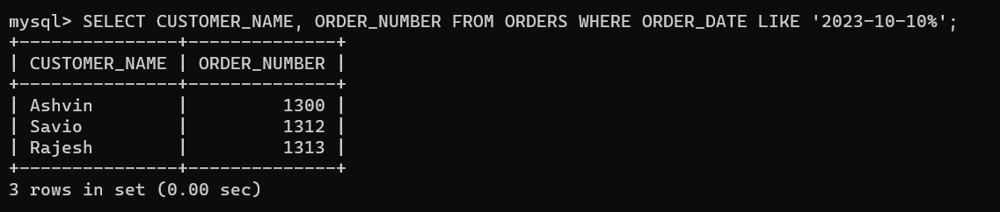 mysql> SELECT CUSTOMER_NAME, ORDER_NUMBER FROM ORDERS WHERE ORDER_DATE LIKE '2023-10-10%';
+---------------+--------------+
| CUSTOMER_NAME | ORDER_NUMBER |
+---------------+--------------+
| Ashvin        |         1300 |
| Savio         |         1312 |
| Rajesh        |         1313 |
+---------------+--------------+
3 rows in set (0.00 sec)